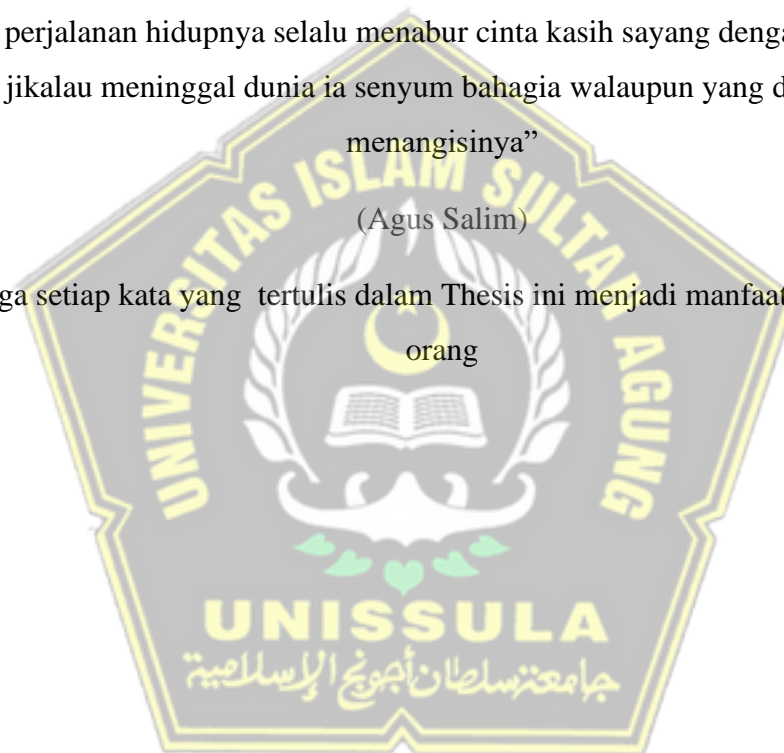 perjalanan hidupnya selalu menabur cinta kasih sayang denga
jikalau meninggal dunia ia senyum bahagia walaupun yang d
menangisinya”
(Agus Salim)
ga setiap kata yang tertulis dalam Thesis ini menjadi manfaat
orang
UNIVERSITAS ISLAM SULTAN AGUNG
UNISSULA
جامعة سلطان أجونج الإسلامية